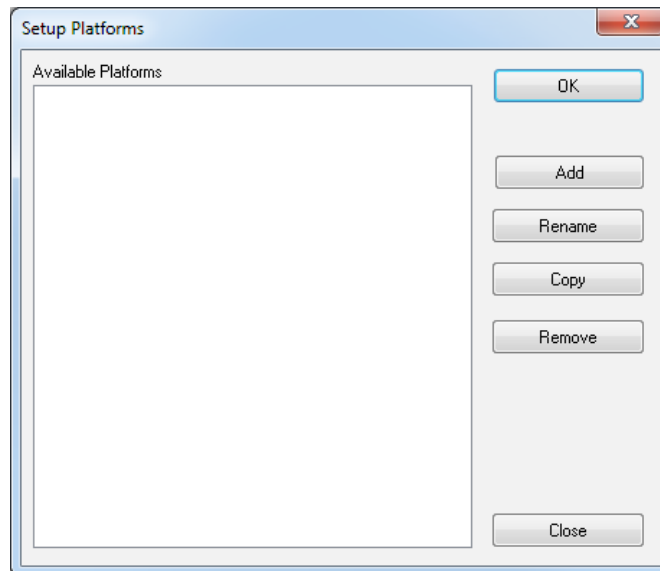 Setup Platforms
Available Platforms
OK
Add
Rename
Copy
Remove
Close